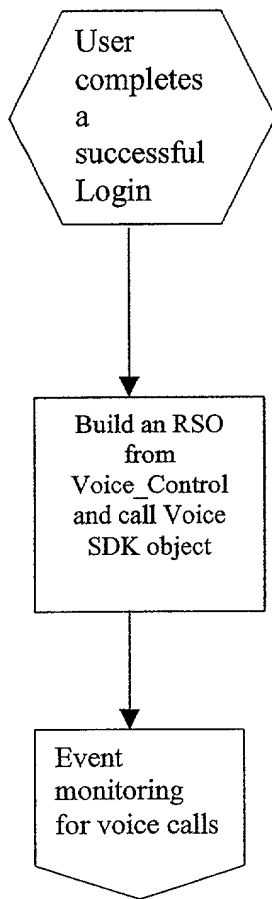 User
completes
a
successful
Login
Build an RSO
from
Voice_Control
and call Voice
SDK object
Event
monitoring
for voice calls